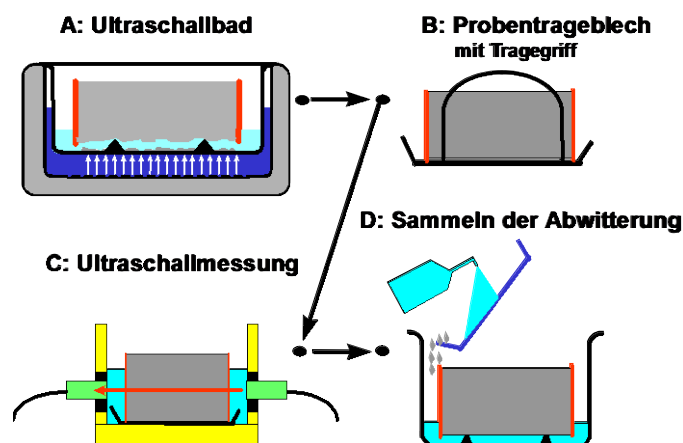 A: Ultraschallbad
B: Probentrageblech
mit Tragegriff
C: Ultraschallmessung
D: Sammeln der Abwitterung